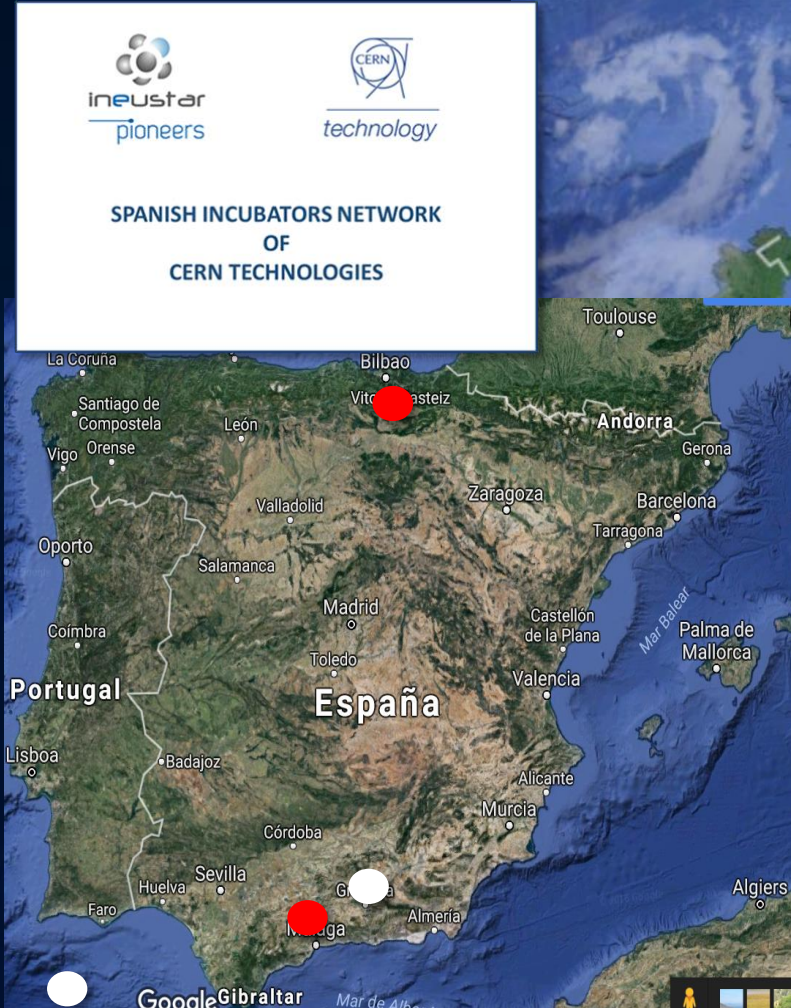 ineustar
pioneers
CERN
technology
SPANISH INCUBATORS NETWORK
OF
CERN TECHNOLOGIES
Toulouse
La Coruña
Bilbao
Santiago de
Compostela
Andorra
León
Vigo
Orense
Gerona
Valladolid
Zaragoza
Barcelona
Tarragona
Oporto
Salamanca
Madrid
Castellón
de la Plana
Mar Balear
Coímbra
Palma de
Mallorca
Toledo
Valencia
Portugal
España
Lisboa
Badajoz
Alicante
Murcia
Córdoba
Sevilla
Huelva
Algiers
Faro
Almería
Google
Gibraltar